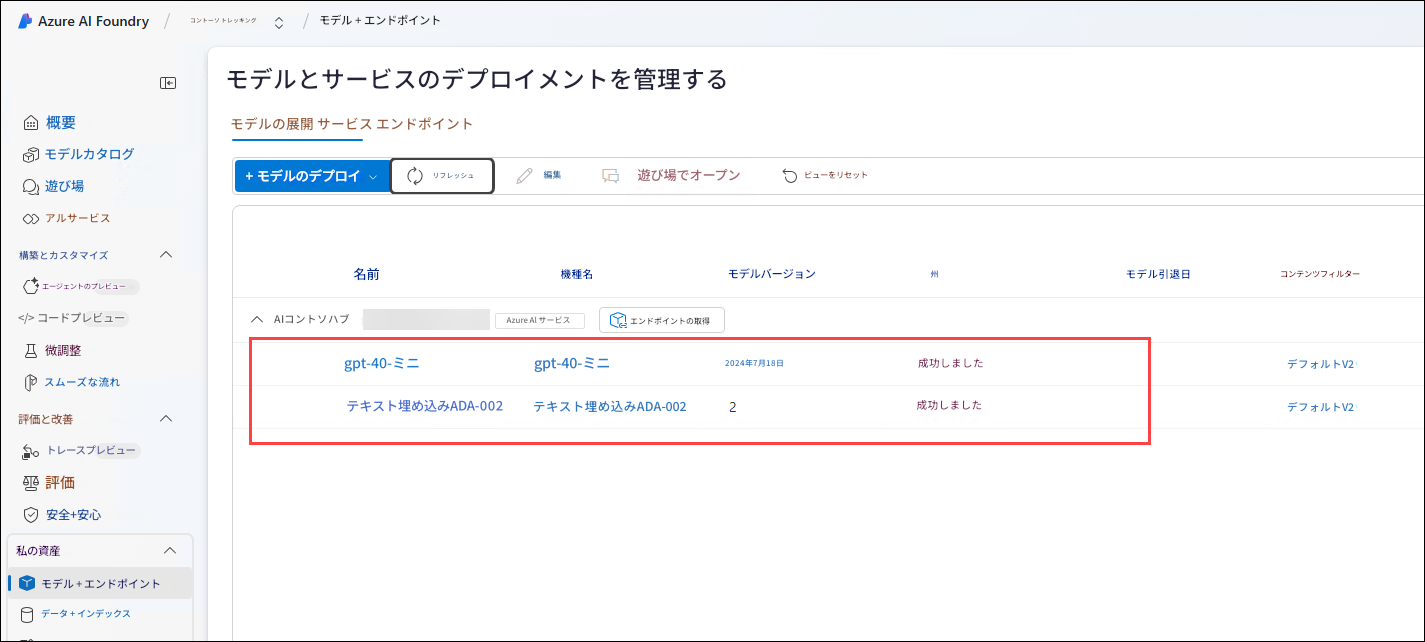 Azure AI Foundry / コントーソ トレッキング / モデル + エンドポイント
モデルとサービスのデプロイメントを管理する
モデルの展開 サービス エンドポイント
+ モデルのデプロイ リフレッシュ 編集 遊び場でオープン ビューをリセット
概要
モデルカタログ
遊び場
アルサービス
構築とカスタマイズ
エージェントのプレビュー
</> コードプレビュー
微調整
スムーズな流れ
評価と改善
トレースプレビュー
評価
安全+安心
私の資産
モデル + エンドポイント
データ + インデックス
名前 機種名 モデルバージョン 州 モデル引退日 コンテンツフィルター
AIコントソハブ Azure AI サービス エンドポイントの取得
gpt-40-ミニ gpt-40-ミニ 2024年7月18日 成功しました デフォルトV2
テキスト埋め込みADA-002 テキスト埋め込みADA-002 2 成功しました デフォルトV2